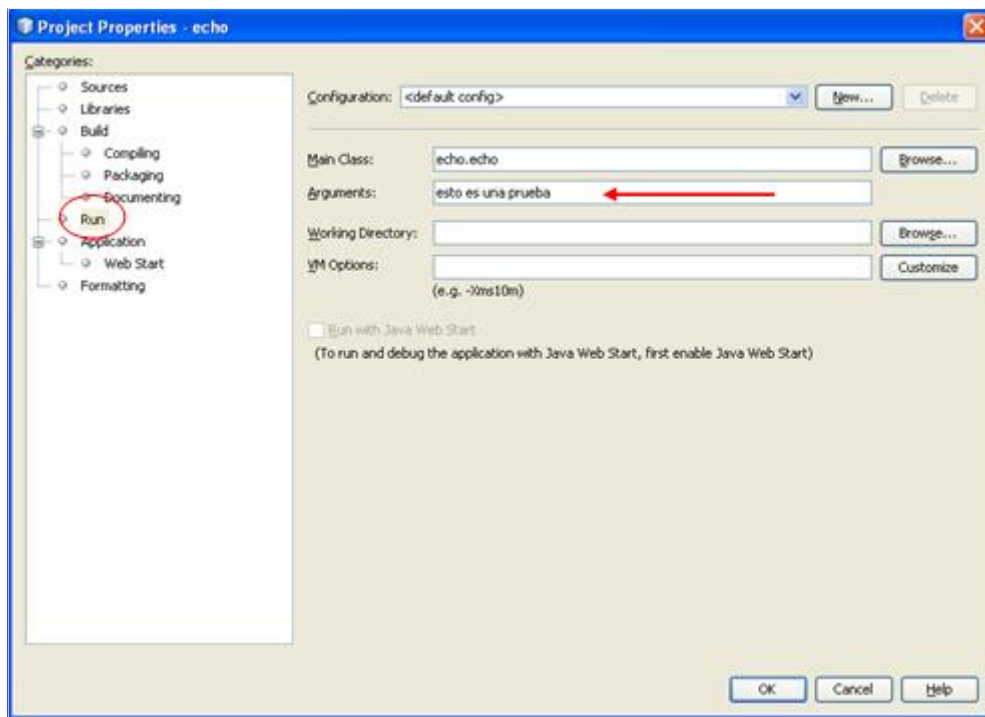 Project Properties - echo
Categories:
Sources
Libraries
Build
Compiling
Packaging
Documenting
Run
Application
Web Start
Formatting
Configuration: <default config> New... Delete
Main Class: echo.echo Browse...
Arguments: esto es una prueba
Working Directory: Browse...
VM Options: Customize
(e.g. -Xms10m)
Run with Java Web Start
(To run and debug the application with Java Web Start, first enable Java Web Start)
OK Cancel Help